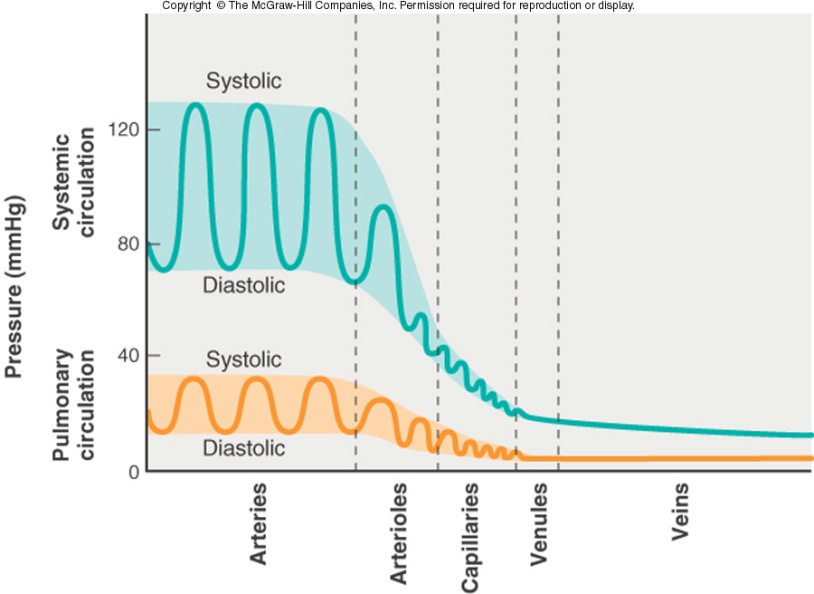 Copyright © The McGraw-Hill Companies, Inc. Permission required for reproduction or display.
Pressure (mmHg)
Systemic
circulation
Pulmonary
circulation
Systolic
120
80
Diastolic
40
Systolic
Diastolic
0
Arteries
Arterioles
Capillaries
Venules
Veins